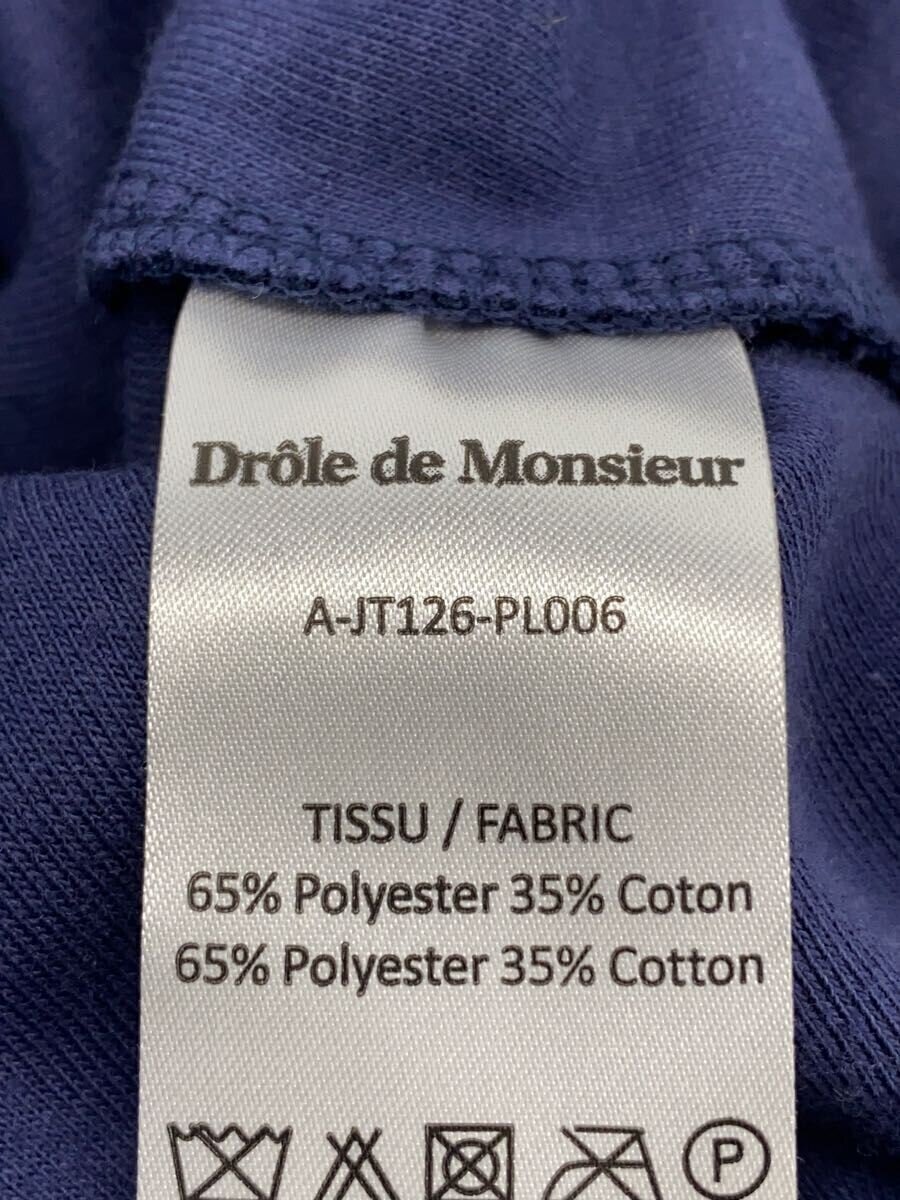 Drôle de Monsieur
A-JT126-PL006
TISSU / FABRIC
65% Polyester 35% Coton
65% Polyester 35% Cotton
P